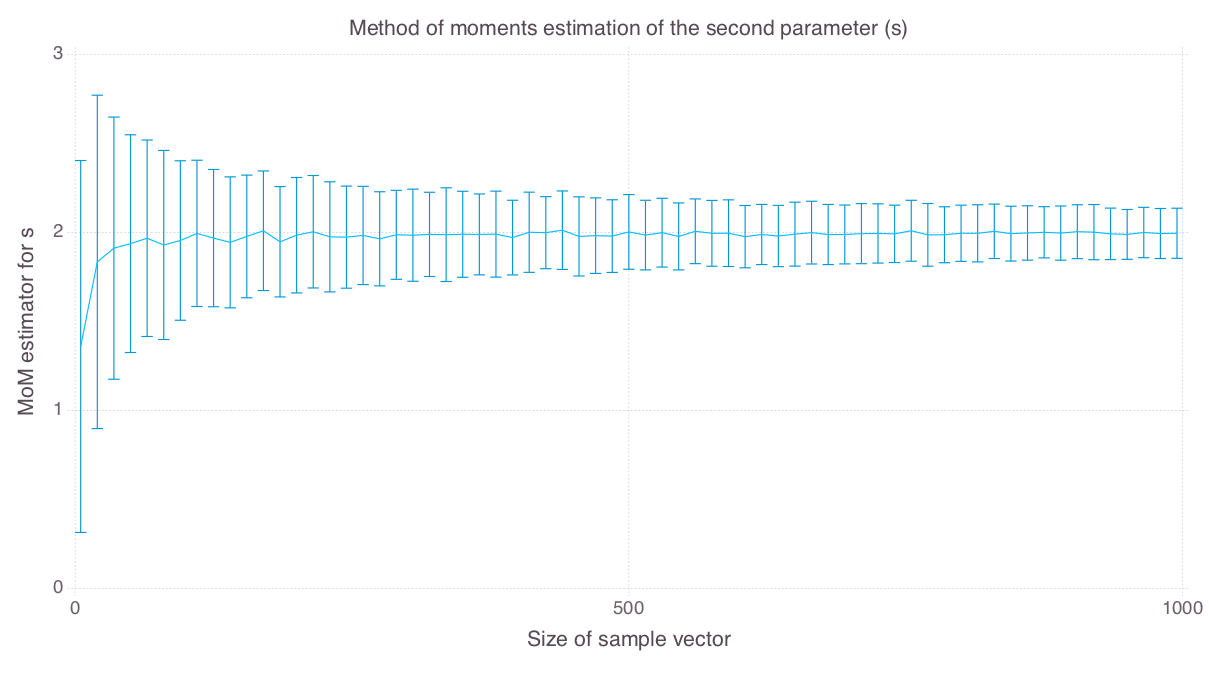 Method of moments estimation of the second parameter (s)
3
2
1
0
MoM estimator for s
0 500 1000
Size of sample vector